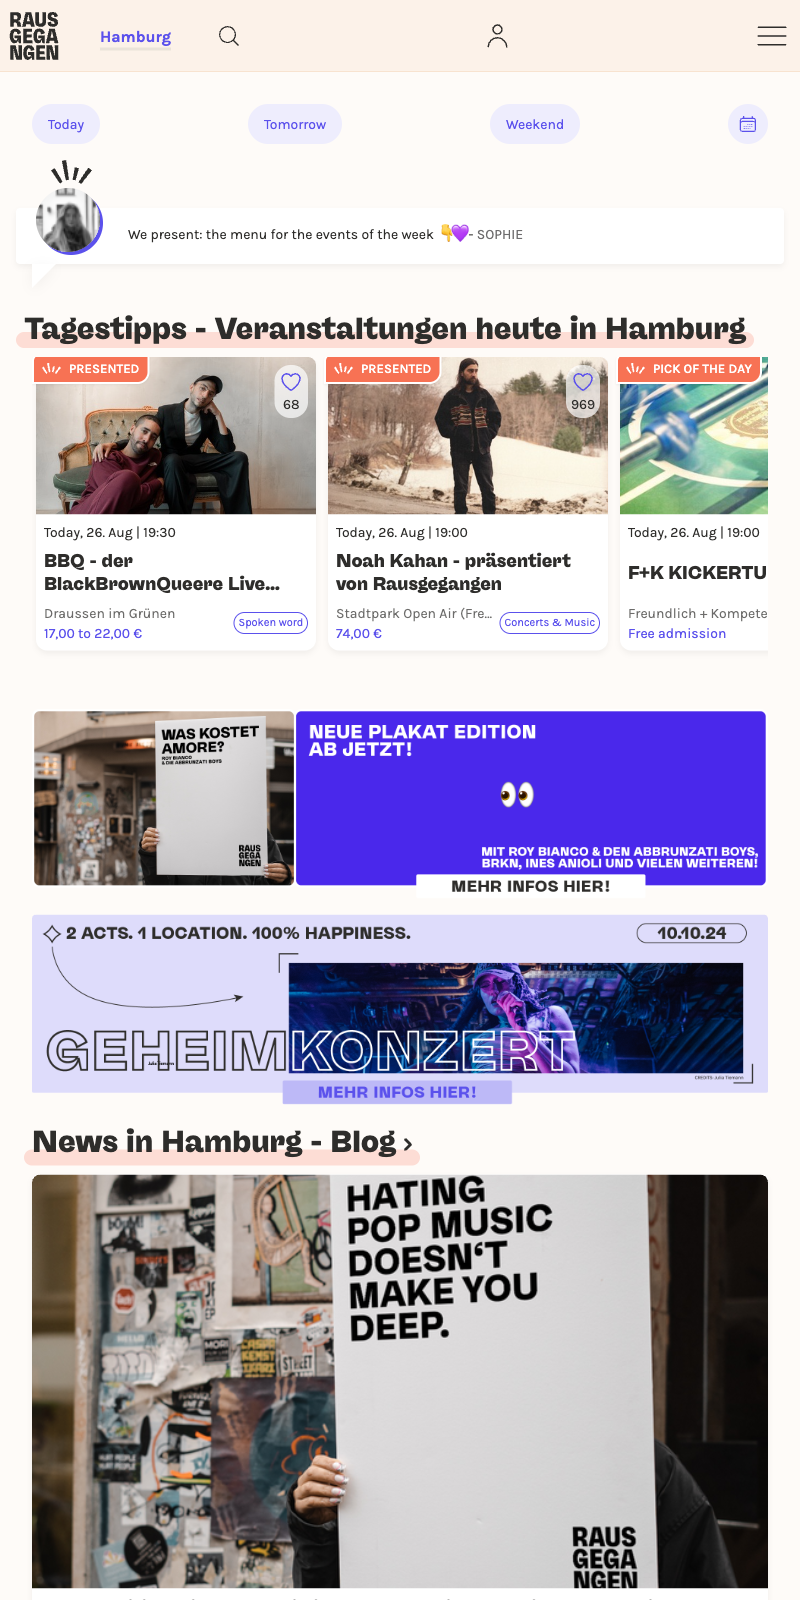 RAUS
GEGA
NGEN
Hamburg
Today
Tomorrow
Weekend
We present: the menu for the events of the week 👇💜- SOPHIE
Tagestipps - Veranstaltungen heute in Hamburg
PRESENTED
68
Today, 26. Aug | 19:30
BBQ - der
BlackBrownQueere Live...
Draussen im Grünen
17,00 to 22,00 €
Spoken word
PRESENTED
969
Today, 26. Aug | 19:00
Noah Kahan - präsentiert
von Rausgegangen
Stadtpark Open Air (Fre...
74,00 €
Concerts & Music
PICK OF THE DAY
Today, 26. Aug | 19:00
F+K KICKERTU
Freundlich + Kompete
Free admission
WAS KOSTET
AMORE?
ROY BIANCO
& DIE ABBRUNZATI BOYS
RAUS
GEGA
NGEN
NEUE PLAKAT EDITION
AB JETZT!
👀
MIT ROY BIANCO & DEN ABBRUNZATI BOYS,
BRKN, INES ANIOLI UND VIELEN WEITEREN!
MEHR INFOS HIER!
2 ACTS. 1 LOCATION. 100% HAPPINESS.
10.10.24
GEHEIMKONZERT
Julia Tiemann
CREDITS: Julia Tiemann
MEHR INFOS HIER!
News in Hamburg - Blog ›
HATING
POP MUSIC
DOESN'T
MAKE YOU
DEEP.
STREET
RAUS
GEGA
NGEN